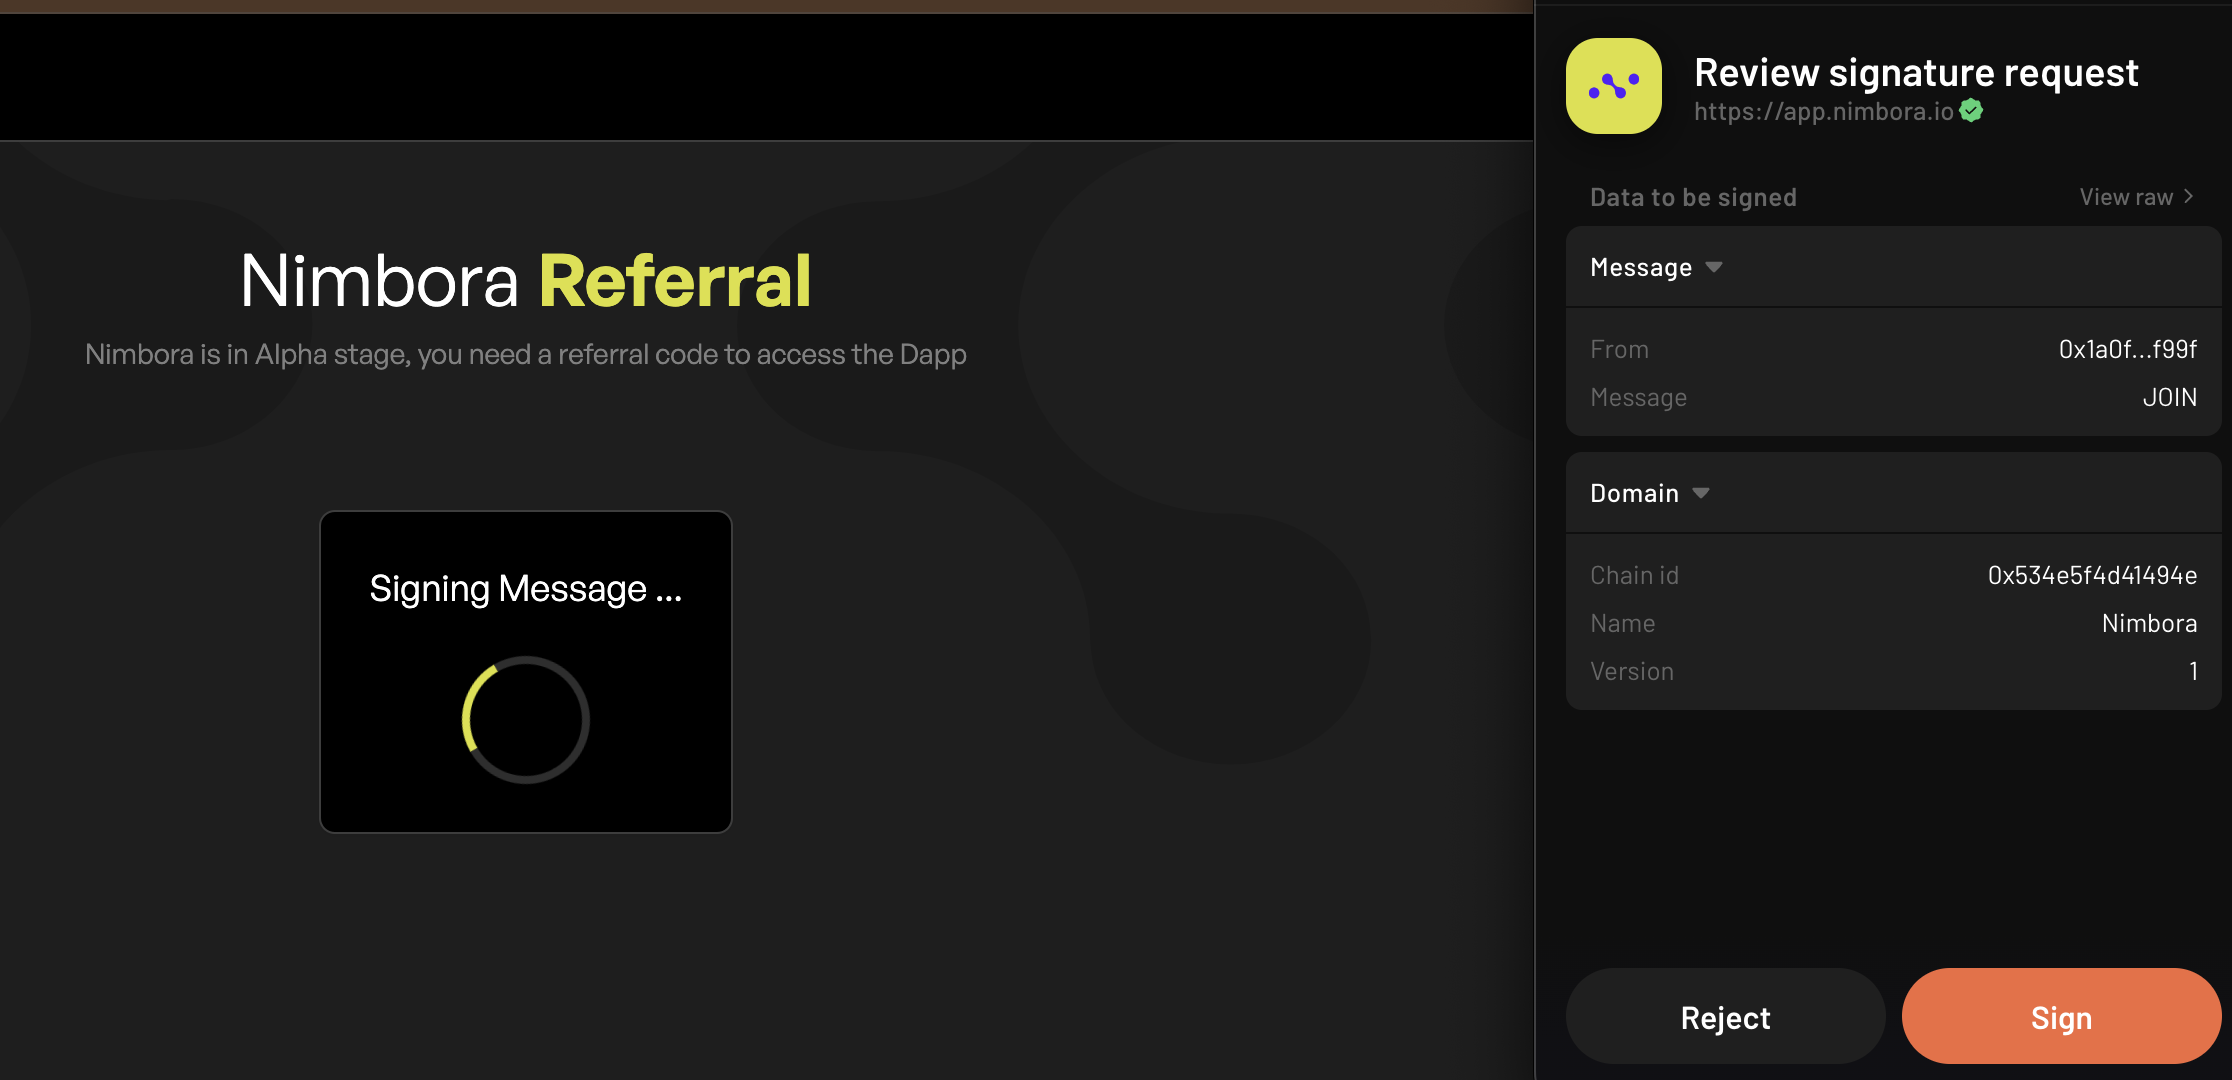 Nimbora Referral
Nimbora is in Alpha stage, you need a referral code to access the Dapp
Signing Message ...
Review signature request
https://app.nimbora.io
Data to be signed
View raw
Message
From 0x1a0f...f99f
Message JOIN
Domain
Chain id 0x534e5f4d41494e
Name Nimbora
Version 1
Reject
Sign